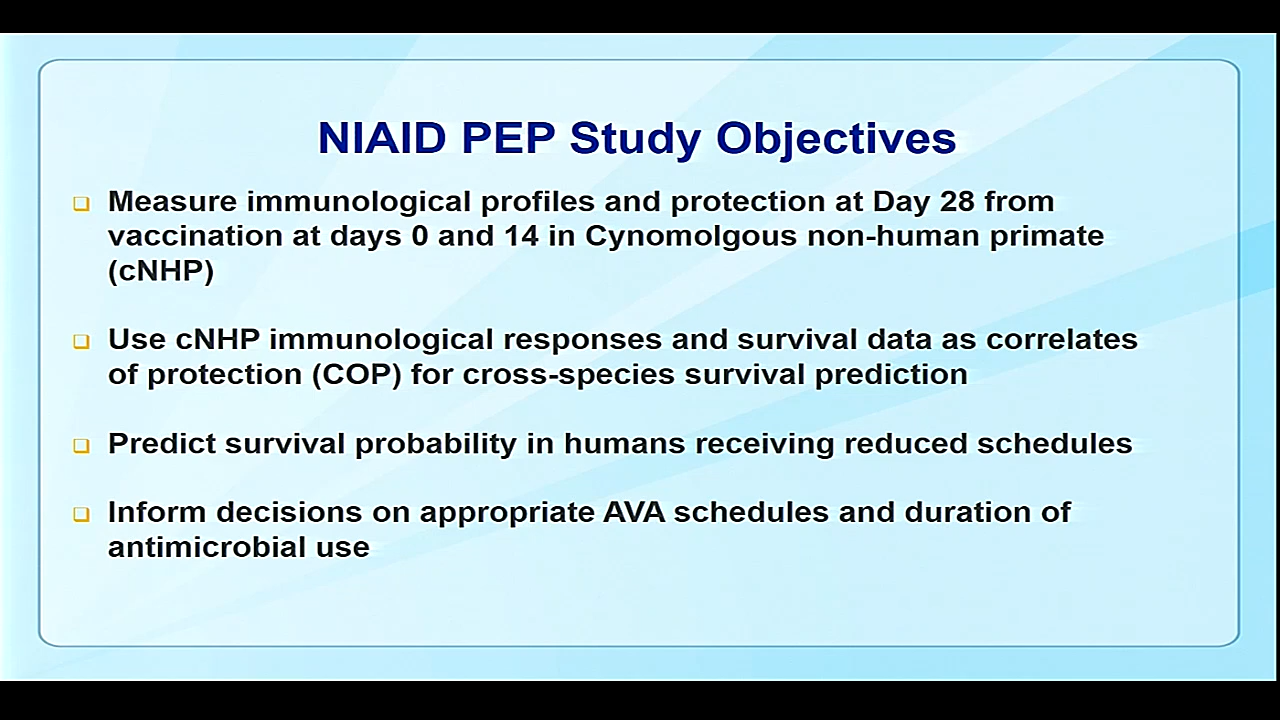 NIAID PEP Study Objectives
Measure immunological profiles and protection at Day 28 from
vaccination at days 0 and 14 in Cynomolgous non-human primate
(cNHP)
Use cNHP immunological responses and survival data as correlates
of protection (COP) for cross-species survival prediction
Predict survival probability in humans receiving reduced schedules
Inform decisions on appropriate AVA schedules and duration of
antimicrobial use